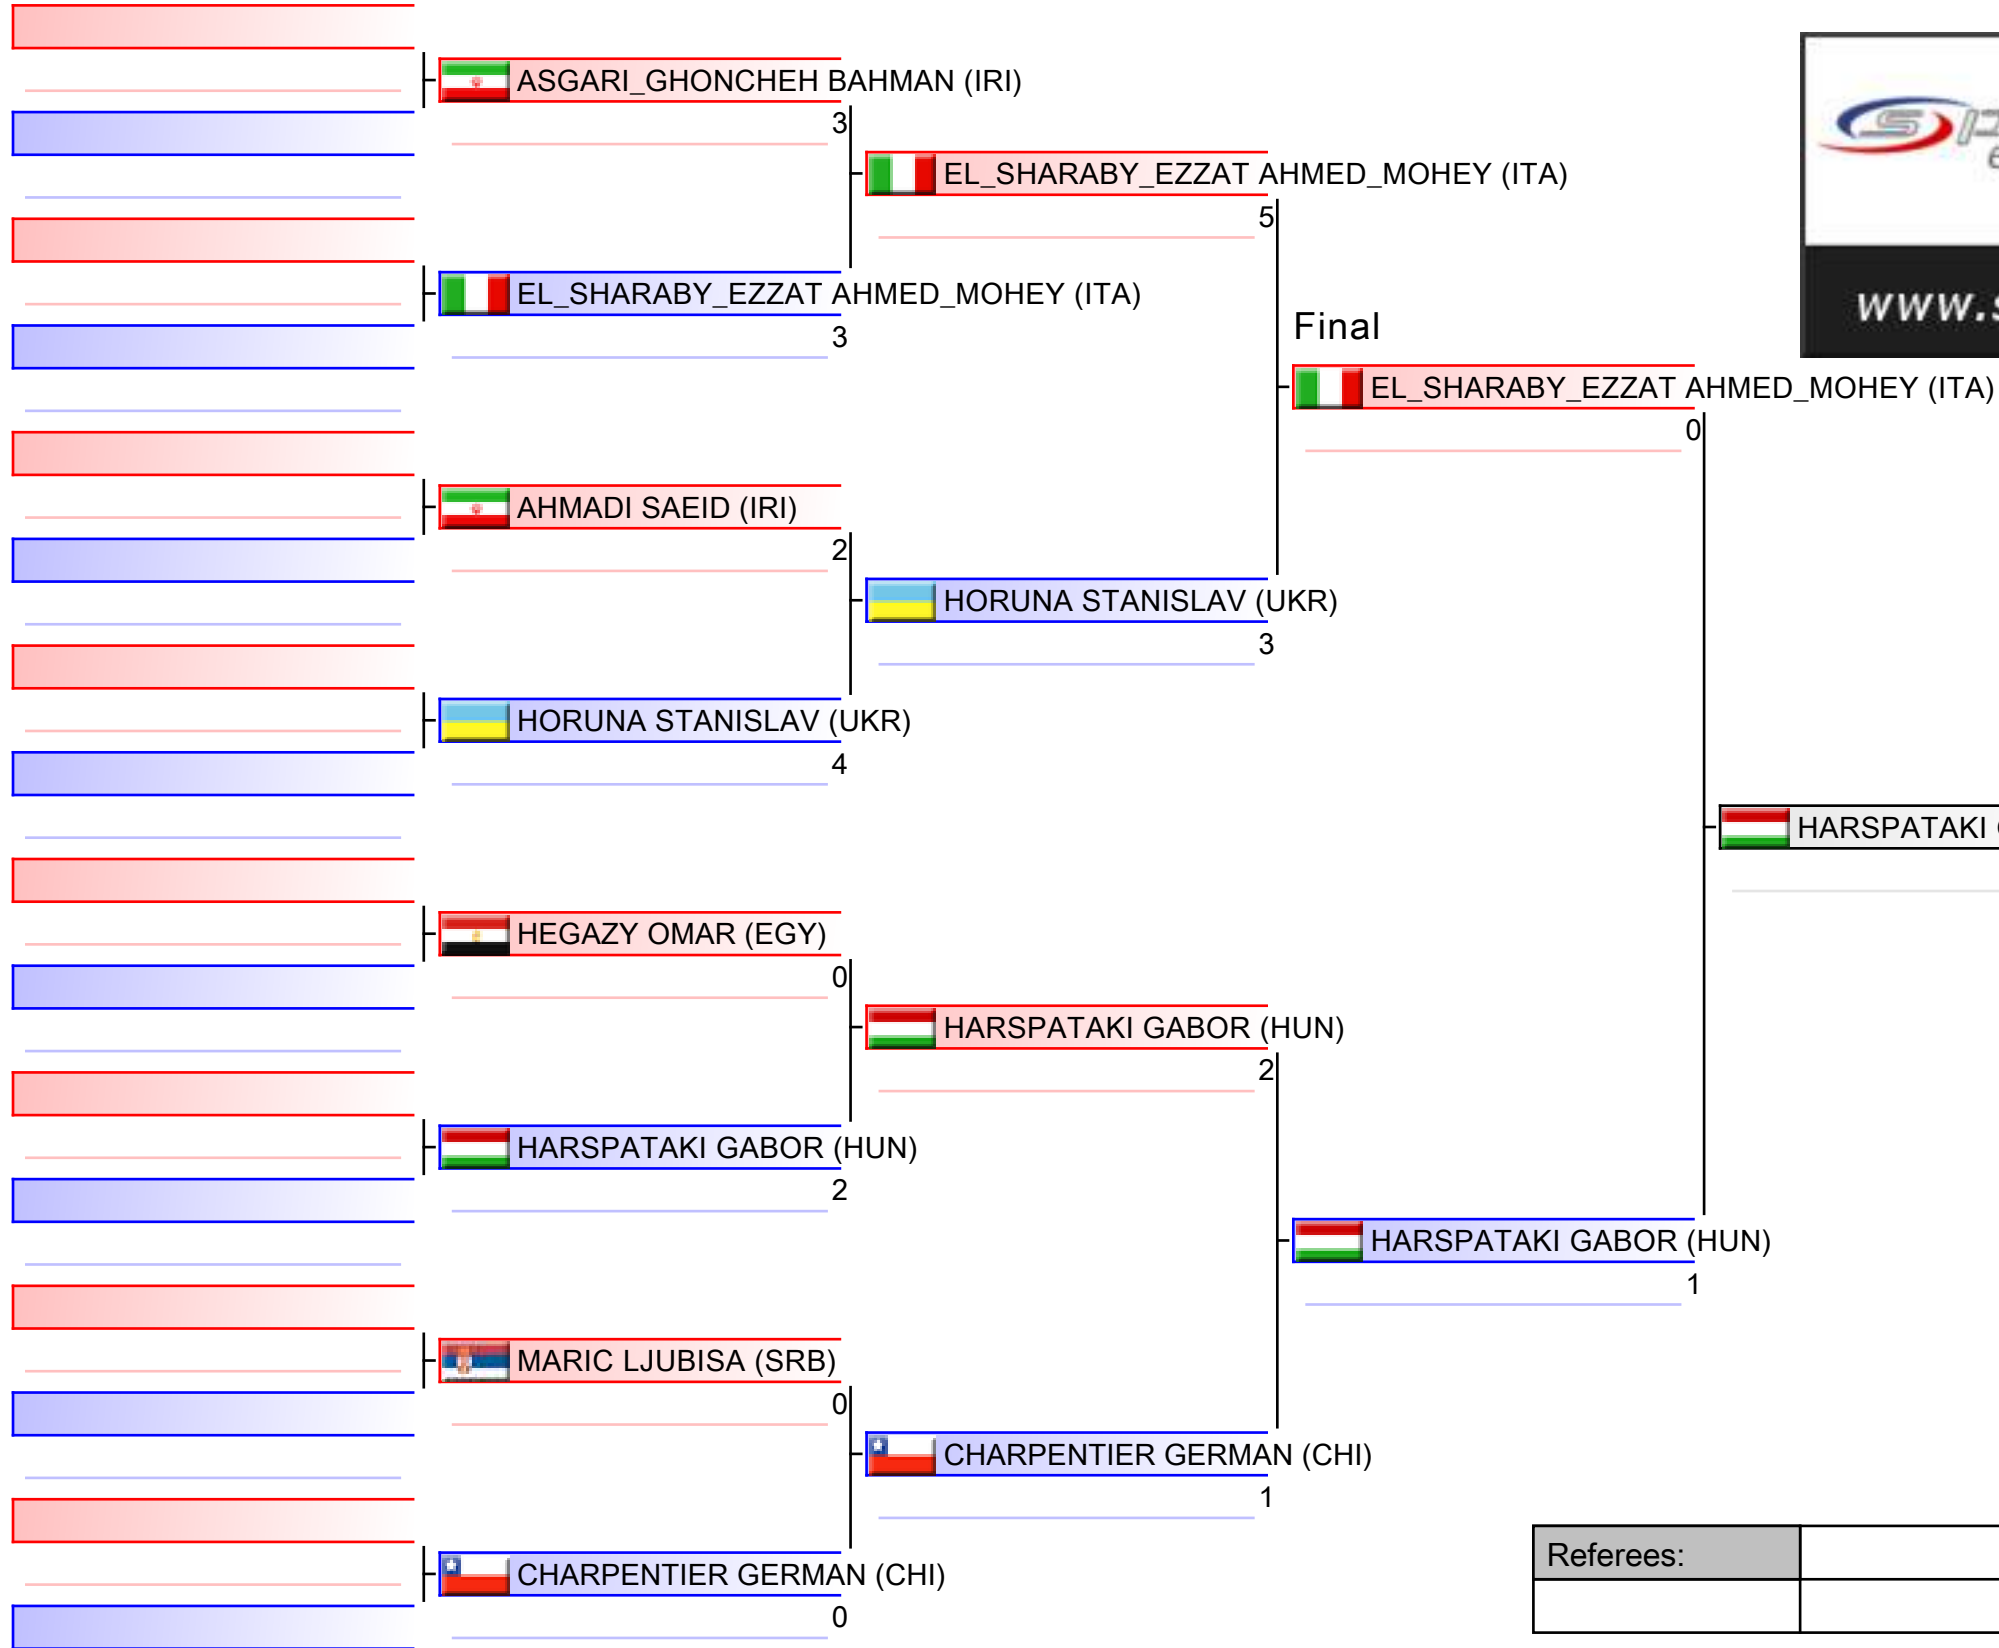 ASGARI_GHONCHEH BAHMAN (IRI)
3
EL_SHARABY_EZZAT AHMED_MOHEY (ITA)
5
EL_SHARABY_EZZAT AHMED_MOHEY (ITA)
3
Final
www.s
EL_SHARABY_EZZAT AHMED_MOHEY (ITA)
0
AHMADI SAEID (IRI)
2
HORUNA STANISLAV (UKR)
3
HORUNA STANISLAV (UKR)
4
HARSPATAKI
HEGAZY OMAR (EGY)
0
HARSPATAKI GABOR (HUN)
2
HARSPATAKI GABOR (HUN)
2
HARSPATAKI GABOR (HUN)
1
MARIC LJUBISA (SRB)
0
CHARPENTIER GERMAN (CHI)
1
CHARPENTIER GERMAN (CHI)
0
Referees: